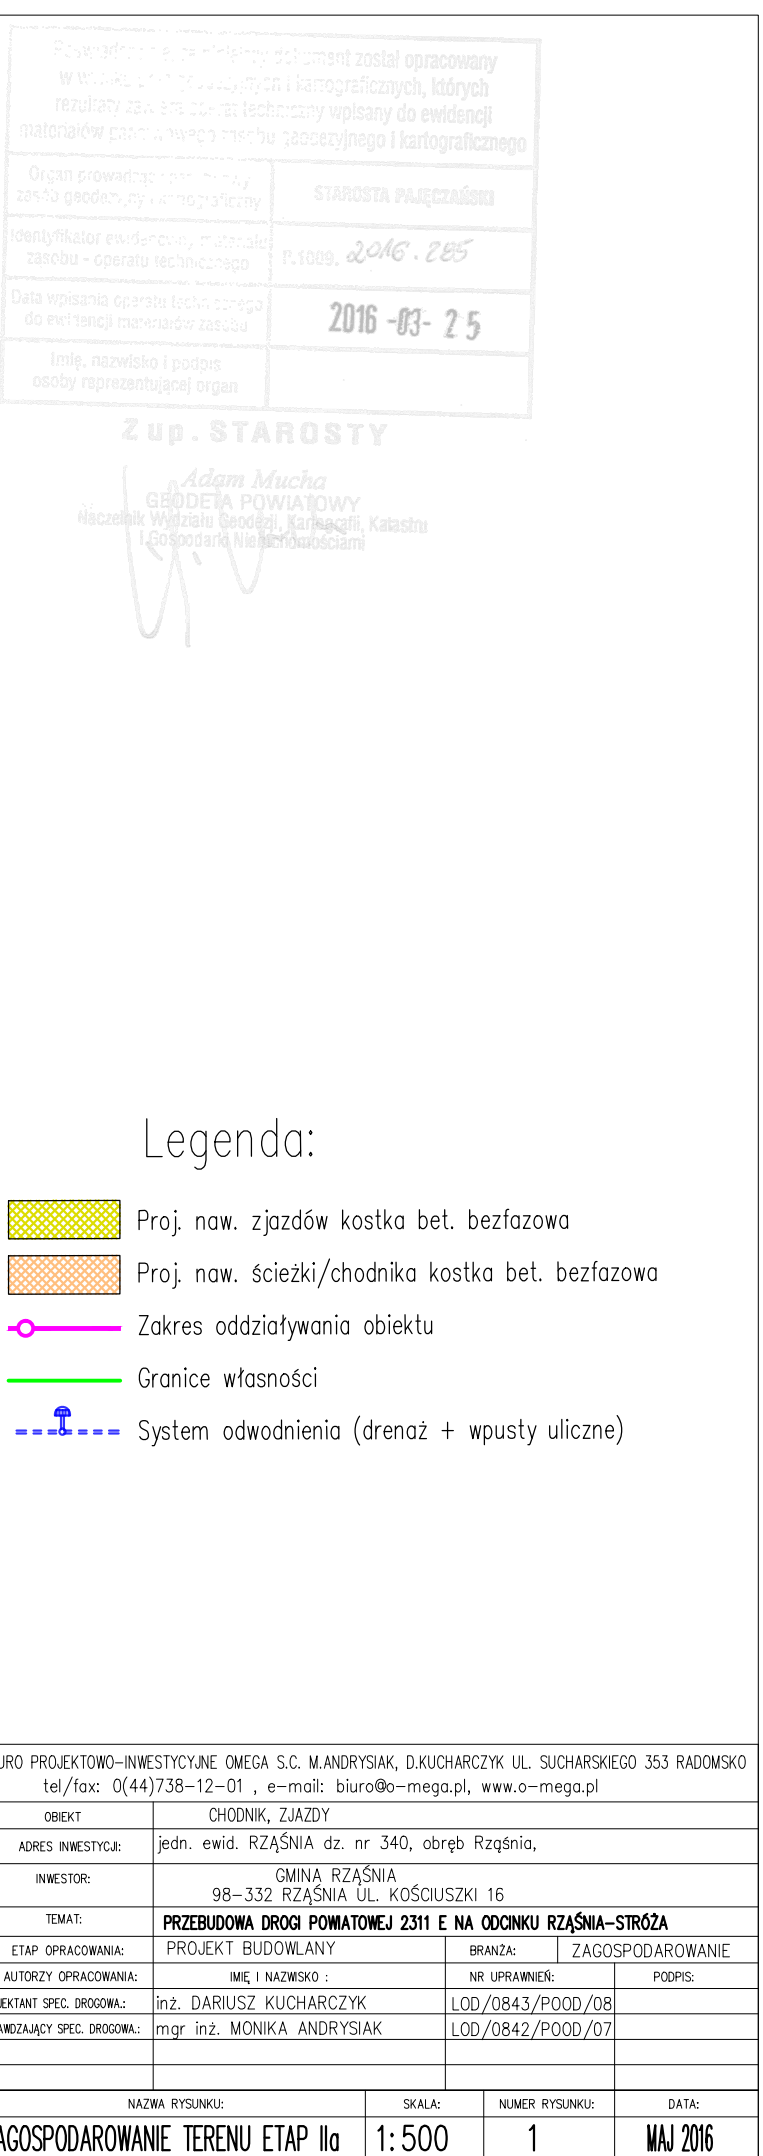 dokument został opracowany
w wyniku prac geodezyjnych i kartograficznych, których
rezultaty zawiera operat techniczny wpisany do ewidencji
materiałów państwowego zasobu geodezyjnego i kartograficznego
Organ prowadzący
zasób geodezyjny i kartograficzny
STAROSTA PAJĘCZAŃSKI
Identyfikator ewidencyjny materiału
zasobu - operatu technicznego
P.1009. 2016.285
Data wpisania operatu technicznego
do ewidencji materiałów zasobu
2016 -03- 25
Imię, nazwisko i podpis
osoby reprezentującej organ
Z up. STAROSTY
Adam Mucha
GEODETA POWIATOWY
Naczelnik Wydziału Geodezji, Kartografii, Katastru
i Gospodarki Nieruchomościami
Legenda:
Proj. naw. zjazdów kostka bet. bezfazowa
Proj. naw. ścieżki/chodnika kostka bet. bezfazowa
Zakres oddziaływania obiektu
Granice własności
System odwodnienia (drenaż + wpusty uliczne)
URO PROJEKTOWO-INWESTYCYJNE OMEGA S.C. M.ANDRYSIAK, D.KUCHARCZYK UL. SUCHARSKIEGO 353 RADOMSKO
tel/fax: 0(44)738-12-01 , e-mail: biuro@o-mega.pl, www.o-mega.pl
OBIEKT CHODNIK, ZJAZDY
ADRES INWESTYCJI: jedn. ewid. RZĄŚNIA dz. nr 340, obręb Rząśnia,
INWESTOR: GMINA RZĄŚNIA
98-332 RZĄŚNIA UL. KOŚCIUSZKI 16
TEMAT: PRZEBUDOWA DROGI POWIATOWEJ 2311 E NA ODCINKU RZĄŚNIA-STRÓŻA
ETAP OPRACOWANIA: PROJEKT BUDOWLANY BRANŻA: ZAGOSPODAROWANIE
AUTORZY OPRACOWANIA: IMIĘ I NAZWISKO : NR UPRAWNIEŃ: PODPIS:
JEKTANT SPEC. DROGOWA.: inż. DARIUSZ KUCHARCZYK LOD/0843/POOD/08
AWDZAJĄCY SPEC. DROGOWA.: mgr inż. MONIKA ANDRYSIAK LOD/0842/POOD/07
NAZWA RYSUNKU: SKALA: NUMER RYSUNKU: DATA:
AGOSPODAROWANIE TERENU ETAP IIa 1:500 1 MAJ 2016